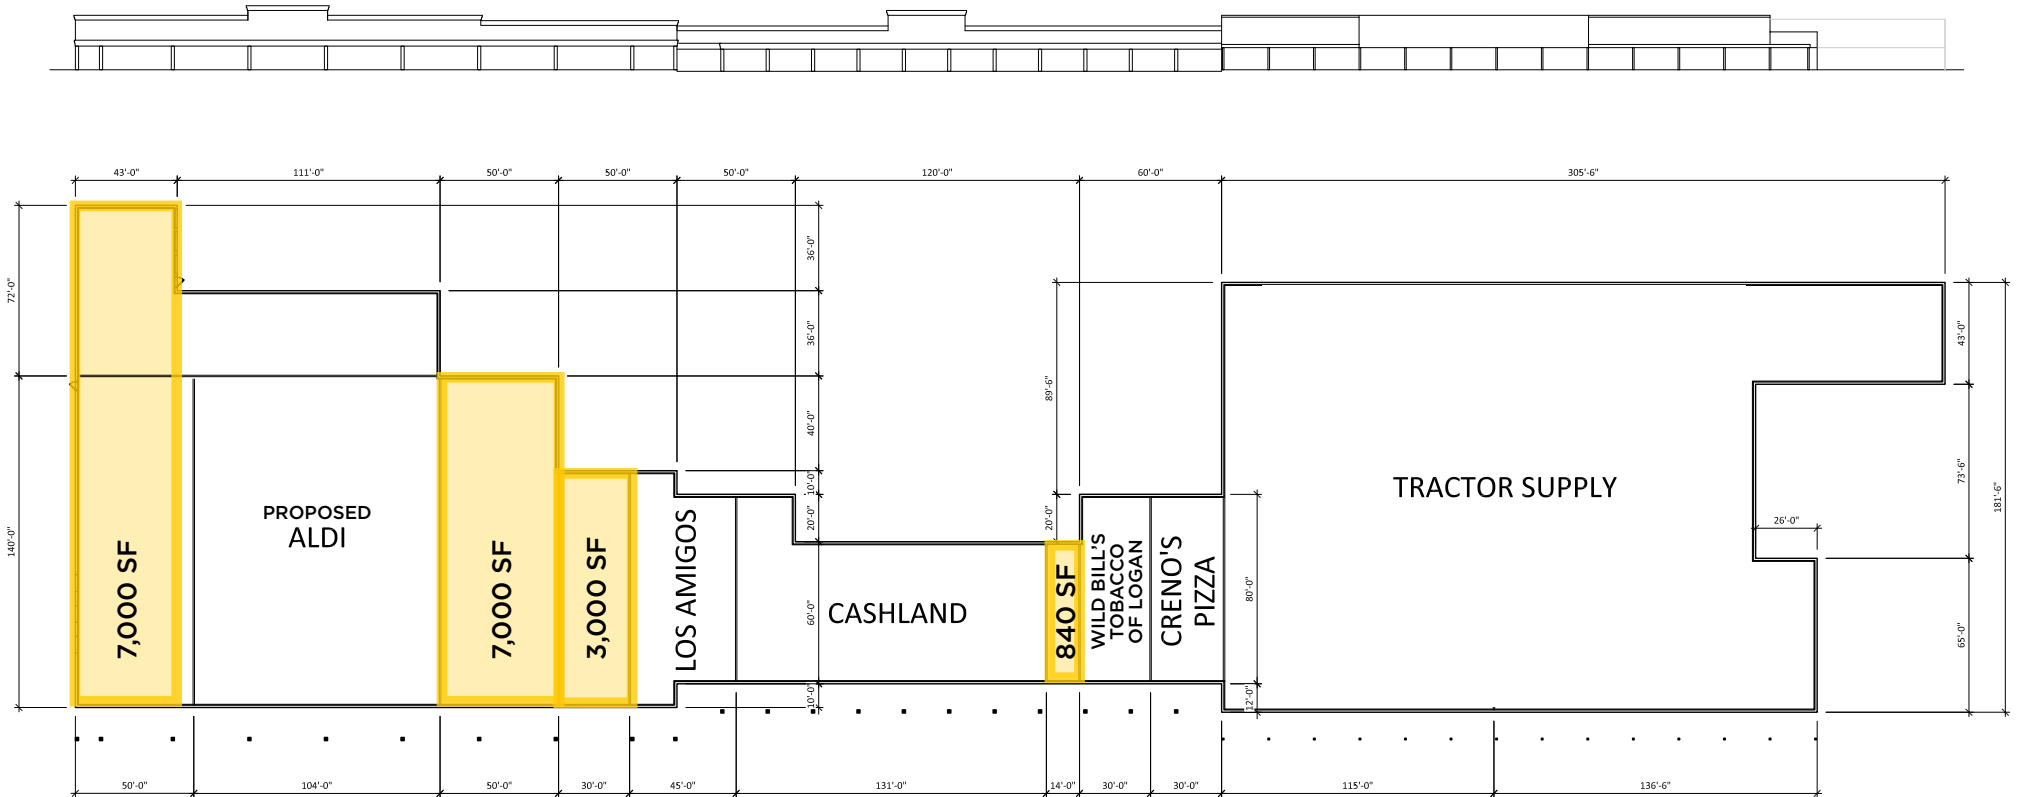 43'-0"
111'-0"
50'-0"
50'-0"
50'-0"
120'-0"
60'-0"
305'-6"
72'-0"
140'-0"
36'-0"
36'-0"
40'-0"
10'-0"
20'-0"
60'-0"
10'-0"
89'-6"
20'-0"
80'-0"
12'-0"
43'-0"
73'-6"
65'-0"
181'-6"
26'-0"
7,000 SF
PROPOSED
ALDI
7,000 SF
3,000 SF
LOS AMIGOS
CASHLAND
840 SF
WILD BILL'S
TOBACCO
OF LOGAN
CRENO'S
PIZZA
TRACTOR SUPPLY
50'-0"
104'-0"
50'-0"
30'-0"
45'-0"
131'-0"
14'-0"
30'-0"
30'-0"
115'-0"
136'-6"